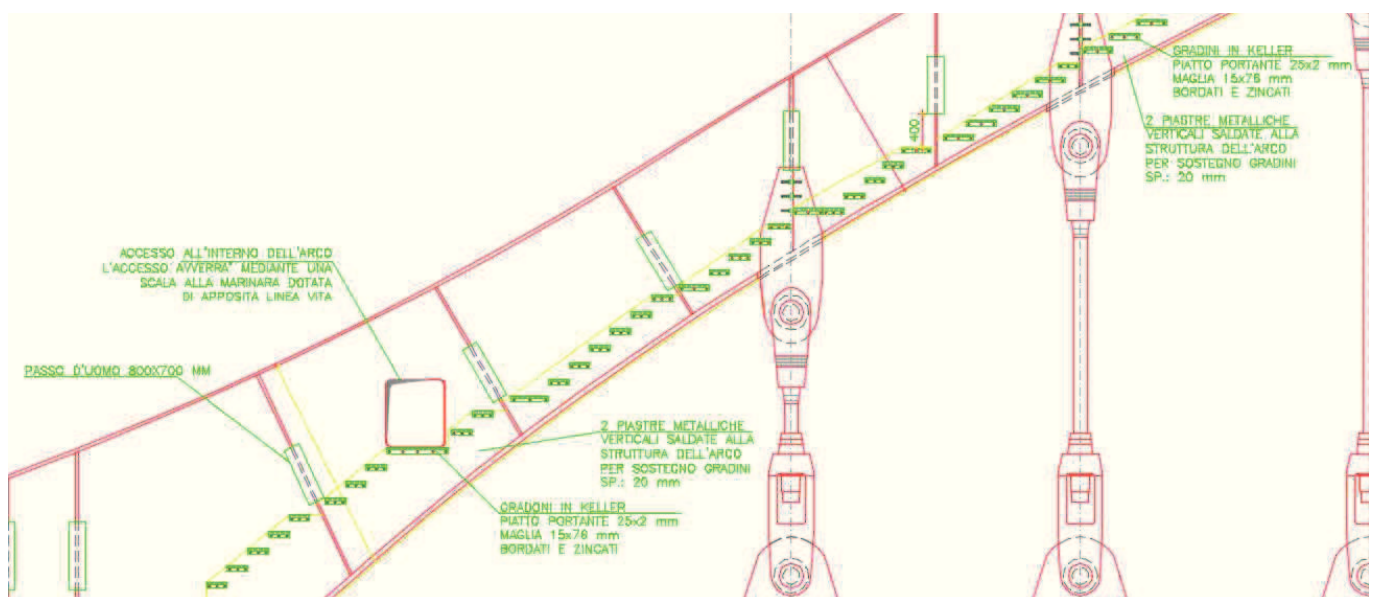 GRADINI IN KELLER
PIATTO PORTANTE 25x2 mm
MAGLIA 15x76 mm
BORDATI E ZINCATI
2 PIASTRE METALLICHE
VERTICALI SALDATE ALLA
STRUTTURA DELL'ARCO
PER SOSTEGNO GRADINI
SP.: 20 mm
400
ACCESSO ALL'INTERNO DELL'ARCO
L'ACCESSO AVVERRA' MEDIANTE UNA
SCALA ALLA MARINARA DOTATA
DI APPOSITA LINEA VITA
PASSO D'UOMO 800X700 MM
2 PIASTRE METALLICHE
VERTICALI SALDATE ALLA
STRUTTURA DELL'ARCO
PER SOSTEGNO GRADINI
SP.: 20 mm
GRADONI IN KELLER
PIATTO PORTANTE 25x2 mm
MAGLIA 15x76 mm
BORDATI E ZINCATI